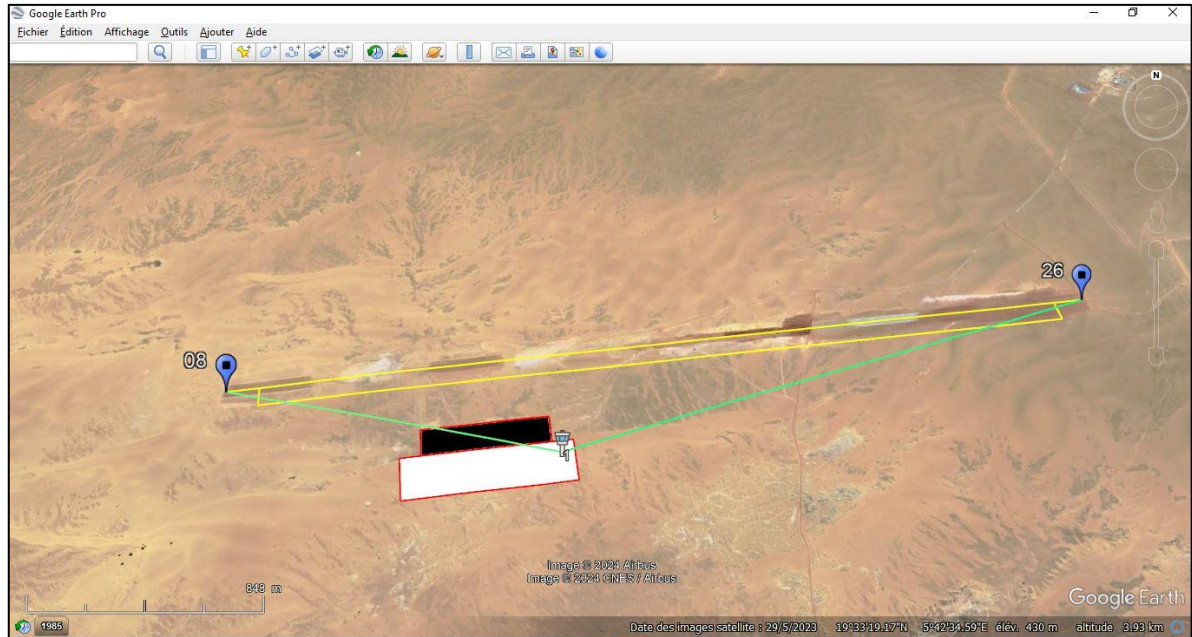 Google Earth Pro
Fichier Édition Affichage Outils Ajouter Aide
N
26
08
848 m
Image © 2024 Airbus
Image © 2024 CNES / Airbus
Google Earth
1985
Date des images satellite : 29/5/2023 19°33'19.17"N 5°42'34.59"E élév. 430 m altitude 3.93 km